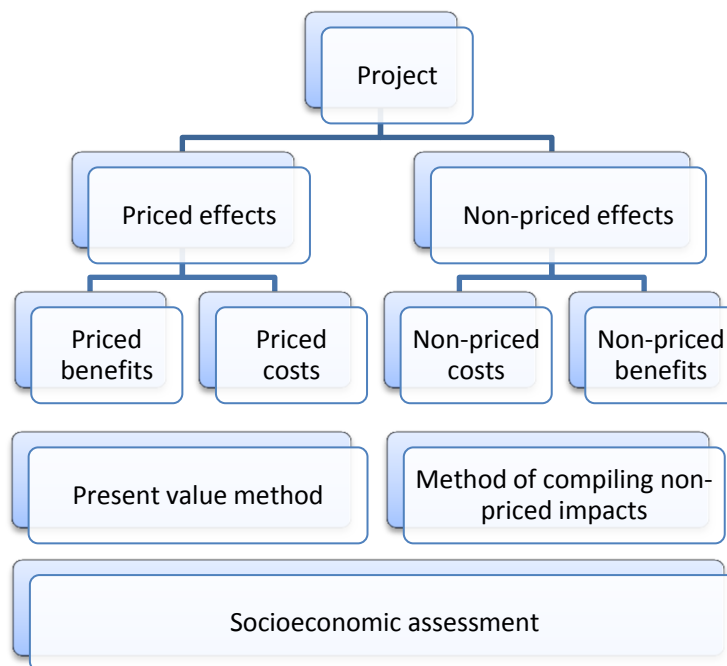 Project
Priced effects
Non-priced effects
Priced
benefits
Priced
costs
Non-priced
costs
Non-priced
benefits
Present value method
Method of compiling non-
priced impacts
Socioeconomic assessment